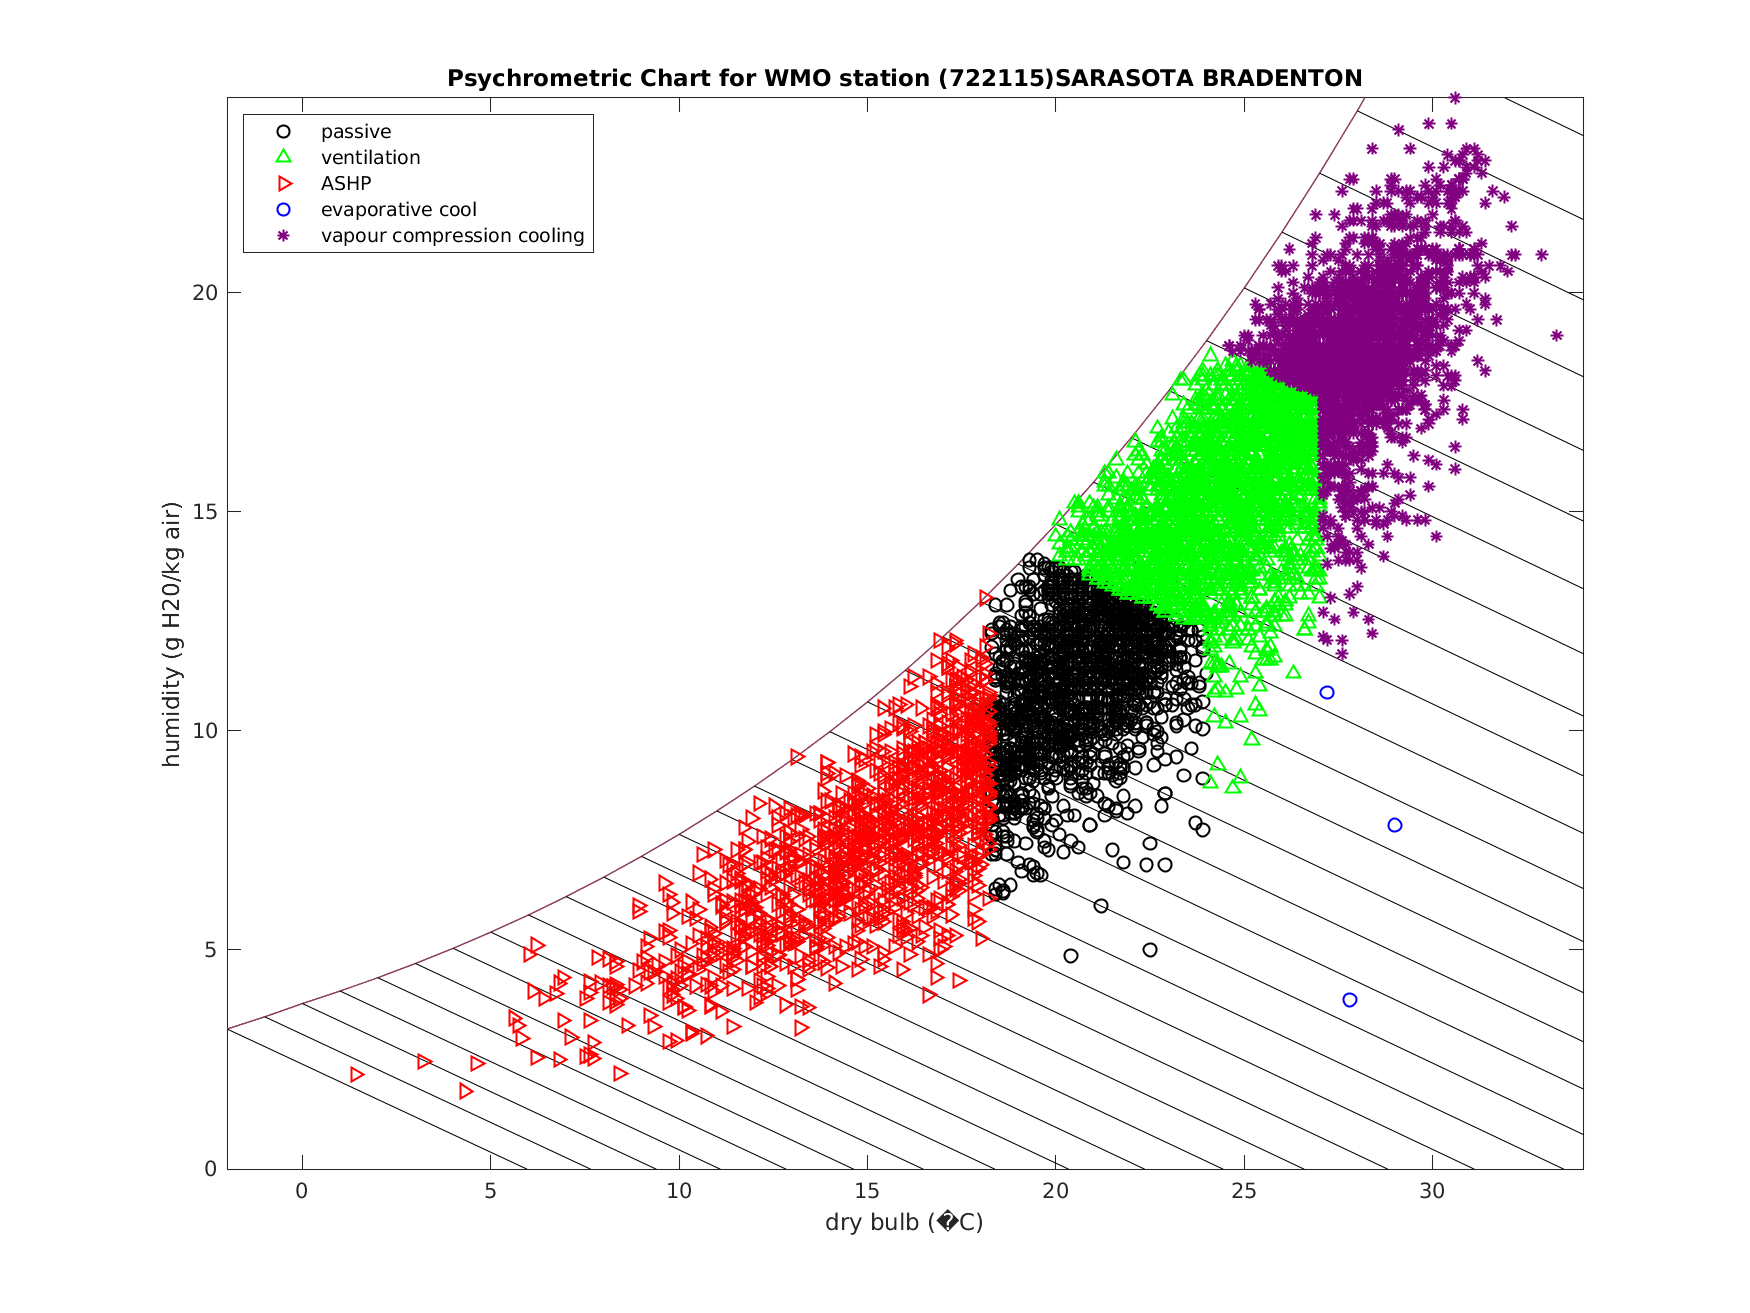 Psychrometric Chart for WMO station (722115)SARASOTA BRADENTON
passive
ventilation
ASHP
evaporative cool
vapour compression cooling
humidity (g H20/kg air)
20
15
10
5
0
0 5 10 15 20 25 30
dry bulb (�C)